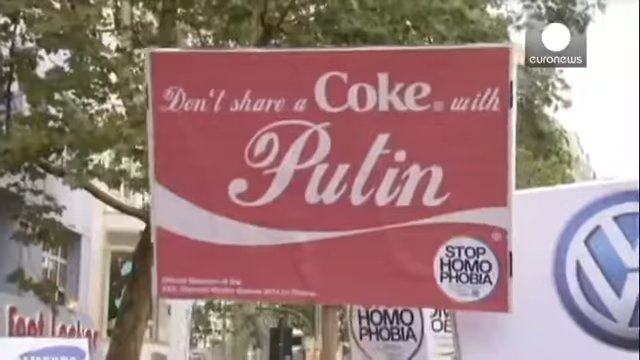 euronews
Don't share a Coke® with
Putin
®
STOP
HOMO
PHOBIA
Foot Locker
HOMO
PHOBIA